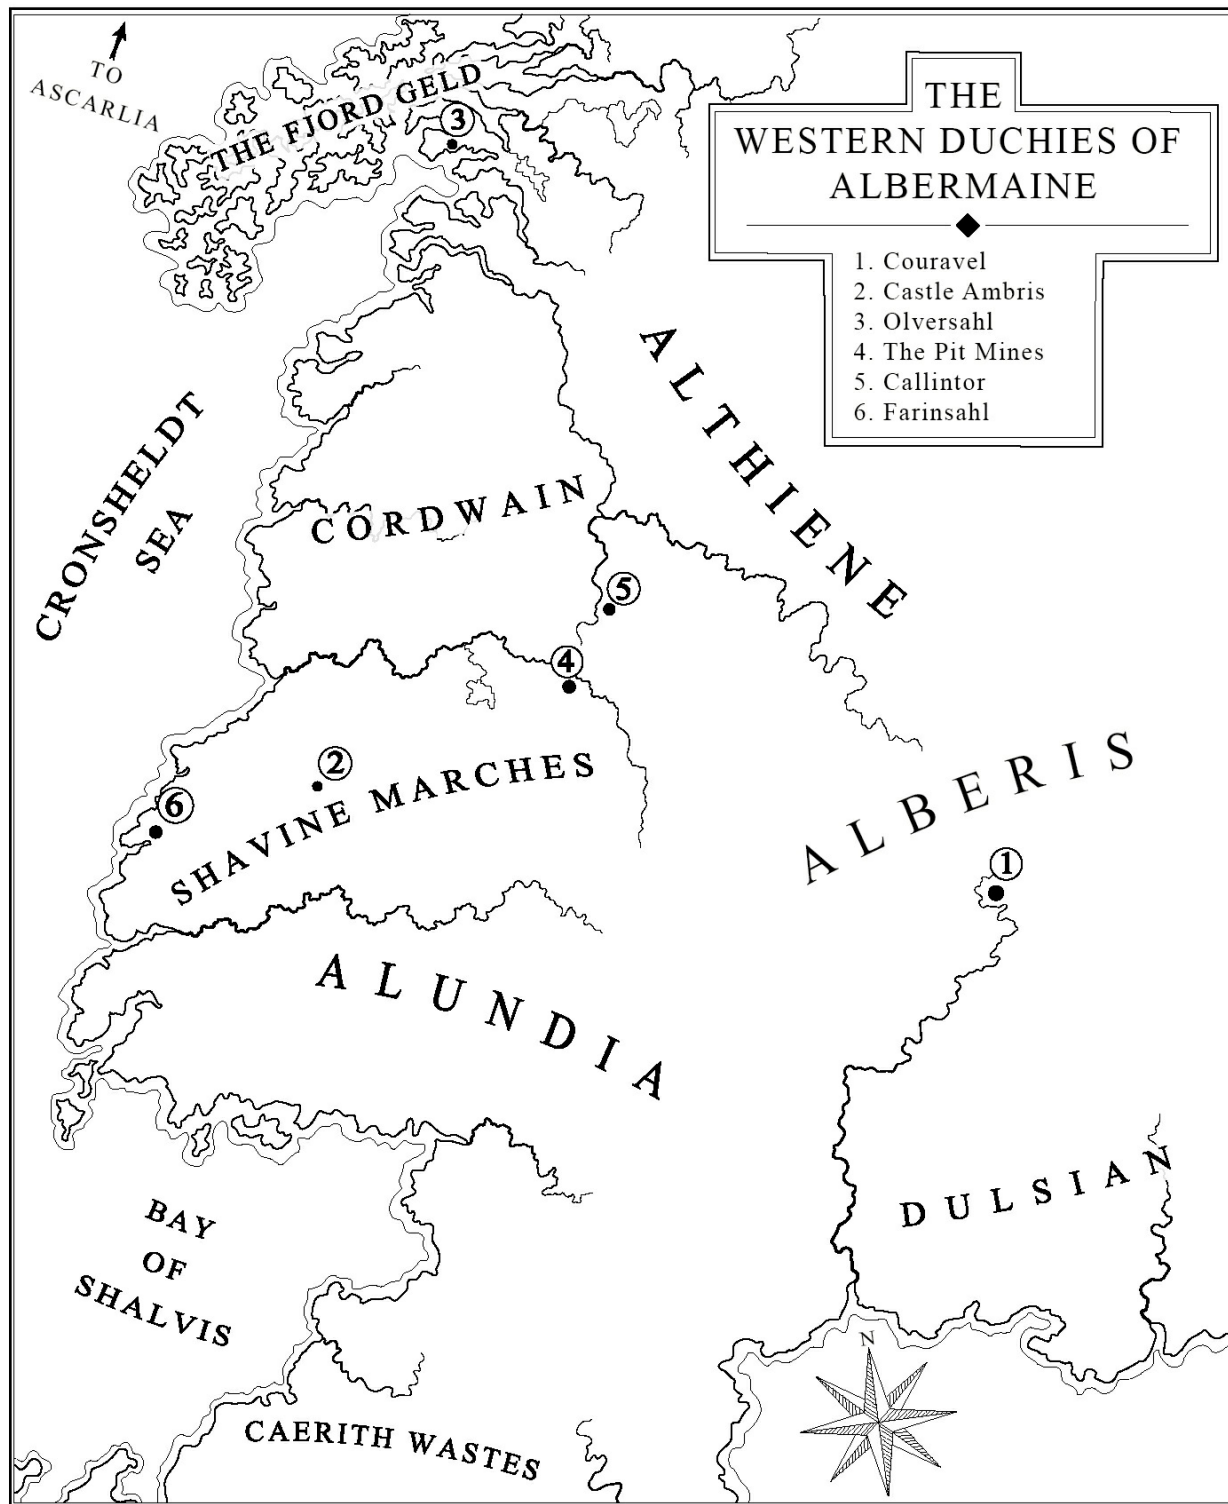 TO
ASCARLIA
THE FJORD GELD
3
THE
WESTERN DUCHIES OF
ALBERMAINE
1. Couravel
2. Castle Ambris
3. Olversahl
4. The Pit Mines
5. Callintor
6. Farinsahl
ALTHIENE
CRONSHELDT
SEA
CORDWAIN
5
4
2
SHAVINE MARCHES
6
ALBERIS
1
ALUNDIA
DULSIAN
BAY
OF
SHALVIS
N
CAERITH WASTES